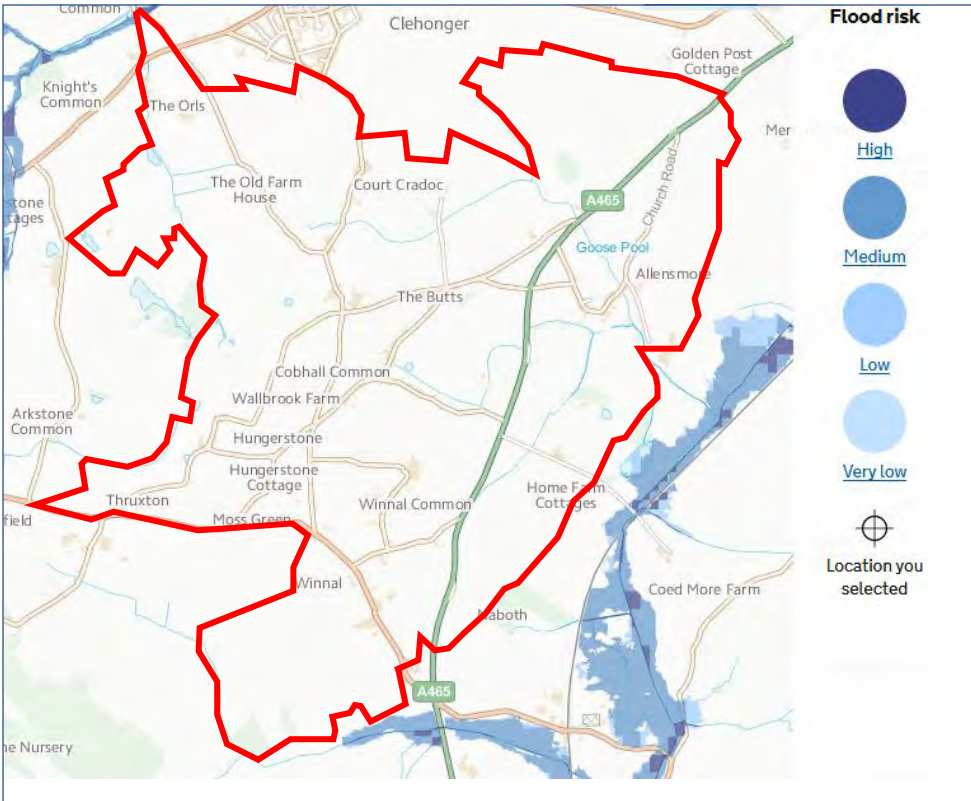 Common
Clehonger
Flood risk
Golden Post
Cottage
Knight's
Common
The Orls
Mer
High
The Old Farm
House
Court Cradoc
stone
tages
A465
Church Road
Goose Pool
Medium
Allensmore
The Butts
Low
Cobhall Common
Wallbrook Farm
Arkstone
Common
Hungerstone
Hungerstone
Cottage
Very low
Thruxton
Winnal Common
Home Farm
Cottages
field
Moss Green
Location you
selected
Winnal
Coed More Farm
Naboth
A465
ne Nursery